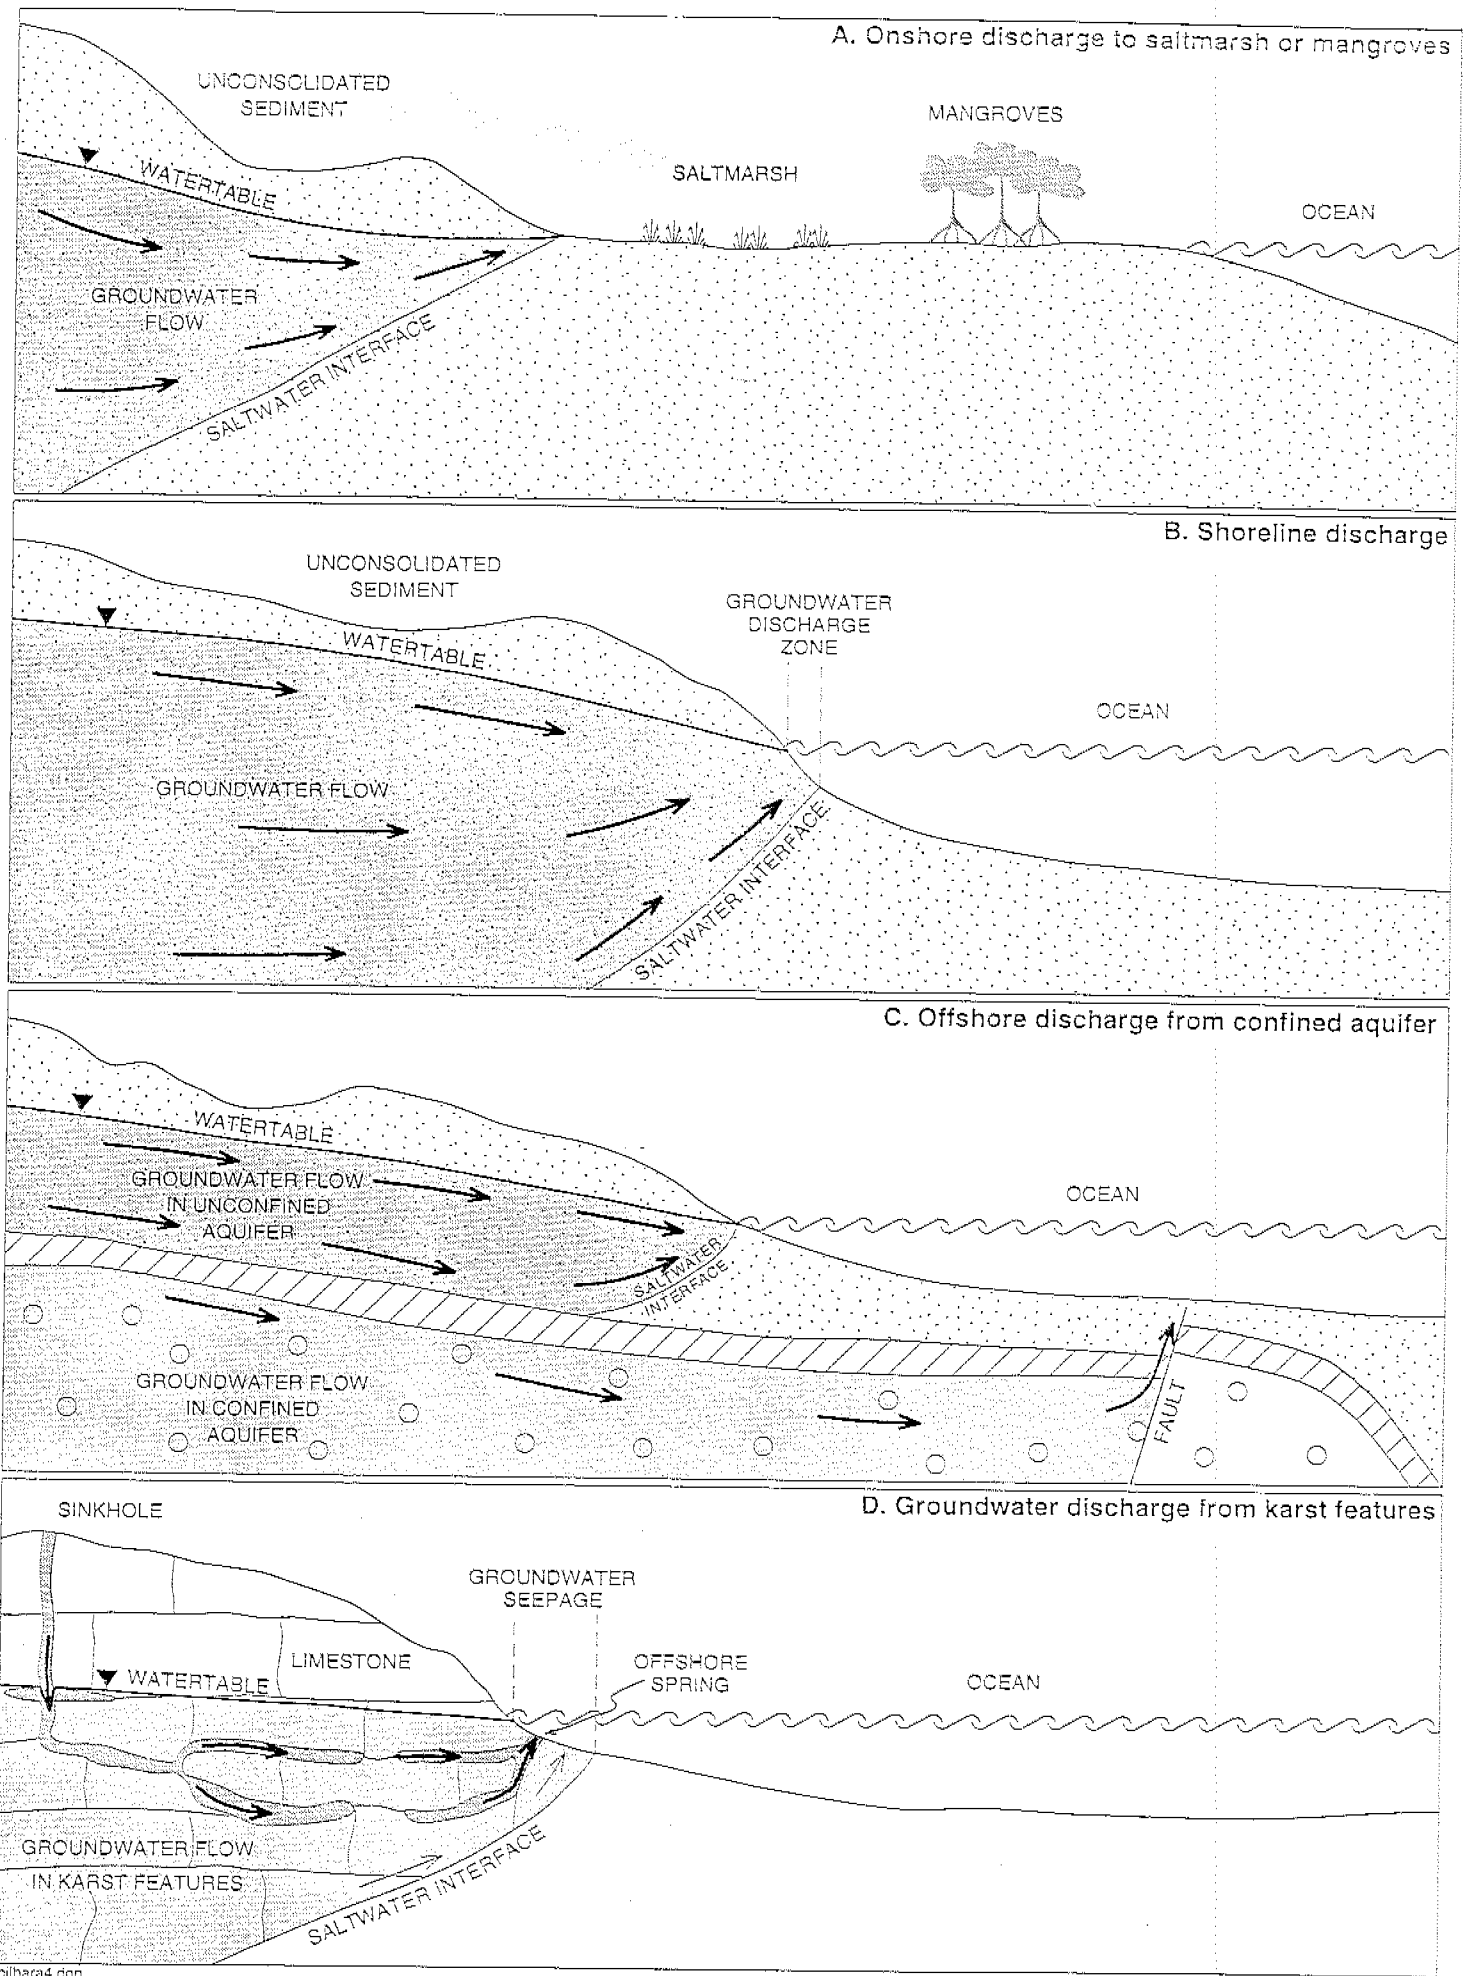 A. Onshore discharge to saltmarsh or mangroves
UNCONSOLIDATED
SEDIMENT
MANGROVES
SALTMARSH
OCEAN
WATERTABLE
GROUNDWATER
FLOW
SALTWATER INTERFACE
B. Shoreline discharge
UNCONSOLIDATED
SEDIMENT
GROUNDWATER
DISCHARGE
ZONE
WATERTABLE
OCEAN
GROUNDWATER FLOW
SALTWATER INTERFACE
C. Offshore discharge from confined aquifer
WATERTABLE
GROUNDWATER FLOW
IN UNCONFINED
AQUIFER
OCEAN
SALTWATER
INTERFACE
GROUNDWATER FLOW
IN CONFINED
AQUIFER
FAULT
D. Groundwater discharge from karst features
SINKHOLE
GROUNDWATER
SEEPAGE
LIMESTONE
OFFSHORE
SPRING
WATERTABLE
OCEAN
GROUNDWATER FLOW
IN KARST FEATURES
SALTWATER INTERFACE